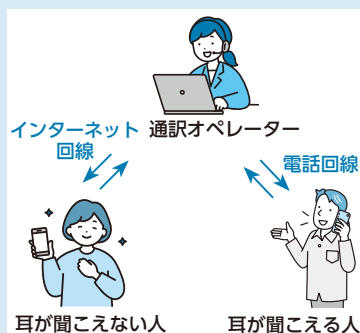 通訳オペレーター
インターネット
回線
電話回線
耳が聞こえない人
耳が聞こえる人